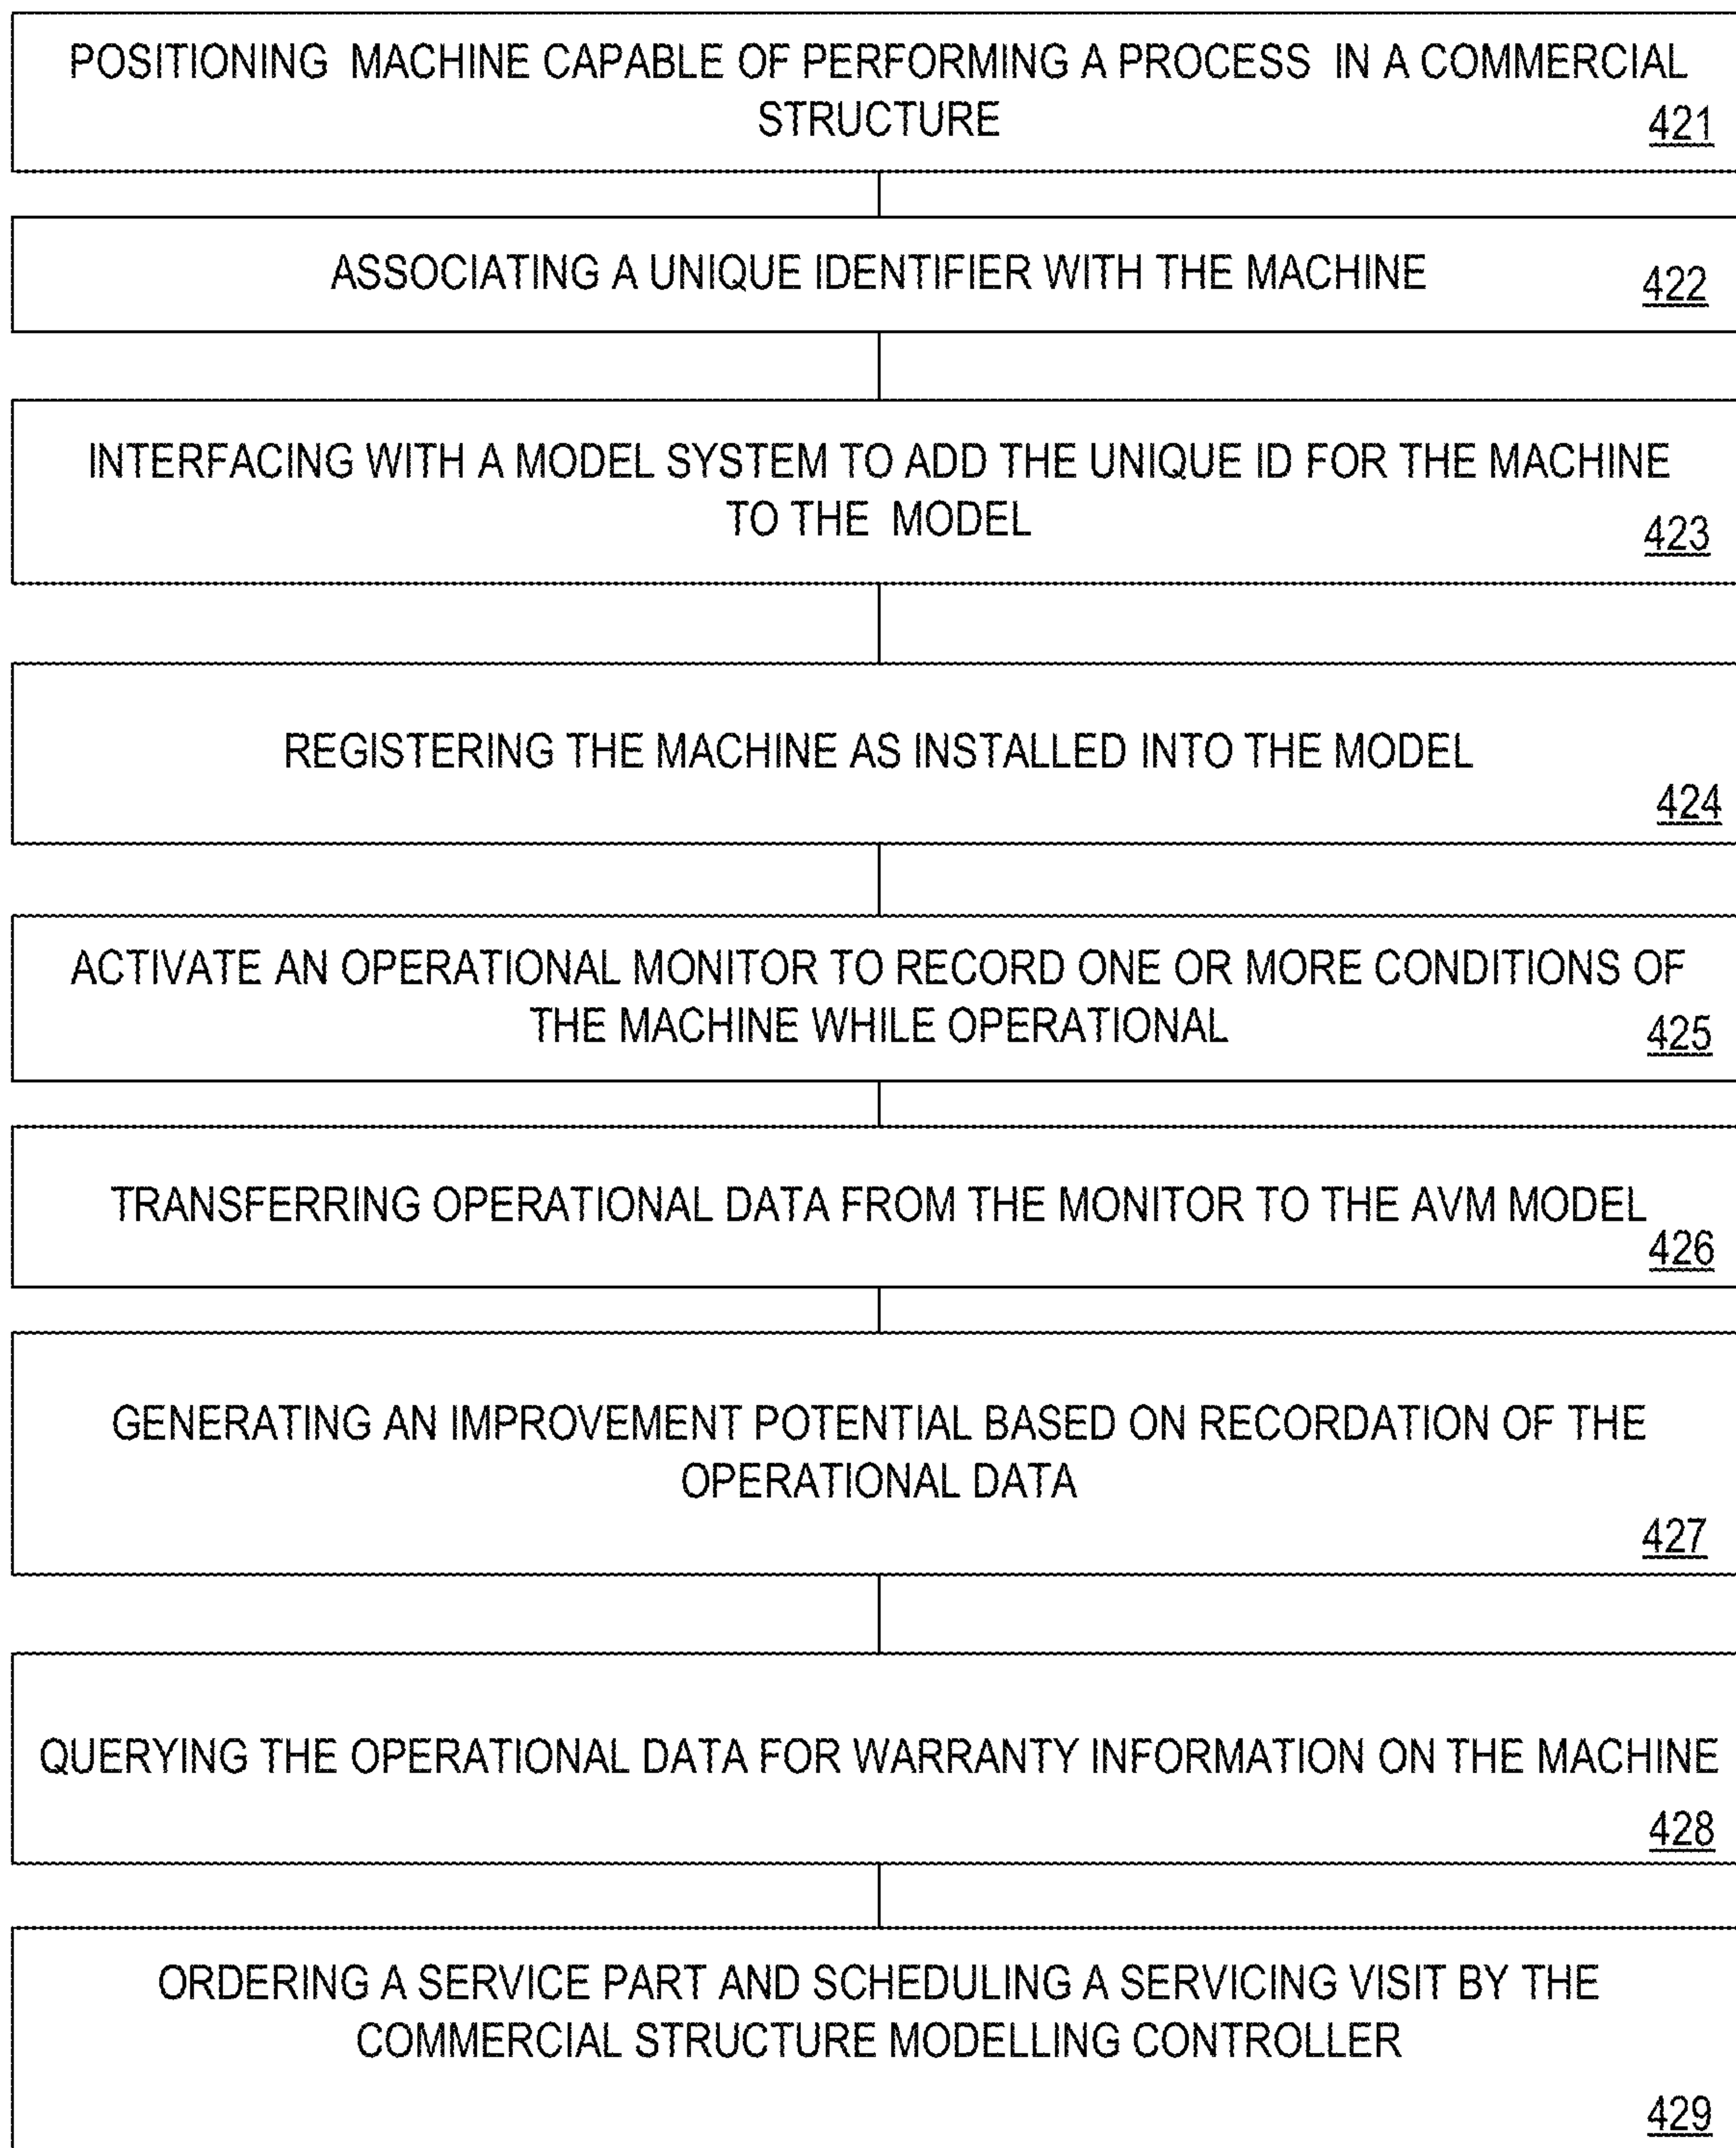 POSITIONING MACHINE CAPABLE OF PERFORMING A PROCESS IN A COMMERCIAL
STRUCTURE
421
ASSOCIATING A UNIQUE IDENTIFIER WITH THE MACHINE
422
INTERFACING WITH A MODEL SYSTEM TO ADD THE UNIQUE ID FOR THE MACHINE
TO THE MODEL
423
REGISTERING THE MACHINE AS INSTALLED INTO THE MODEL
424
ACTIVATE AN OPERATIONAL MONITOR TO RECORD ONE OR MORE CONDITIONS OF
THE MACHINE WHILE OPERATIONAL
425
TRANSFERRING OPERATIONAL DATA FROM THE MONITOR TO THE AVM MODEL
426
GENERATING AN IMPROVEMENT POTENTIAL BASED ON RECORDATION OF THE
OPERATIONAL DATA
427
QUERYING THE OPERATIONAL DATA FOR WARRANTY INFORMATION ON THE MACHINE
428
ORDERING A SERVICE PART AND SCHEDULING A SERVICING VISIT BY THE
COMMERCIAL STRUCTURE MODELLING CONTROLLER
429